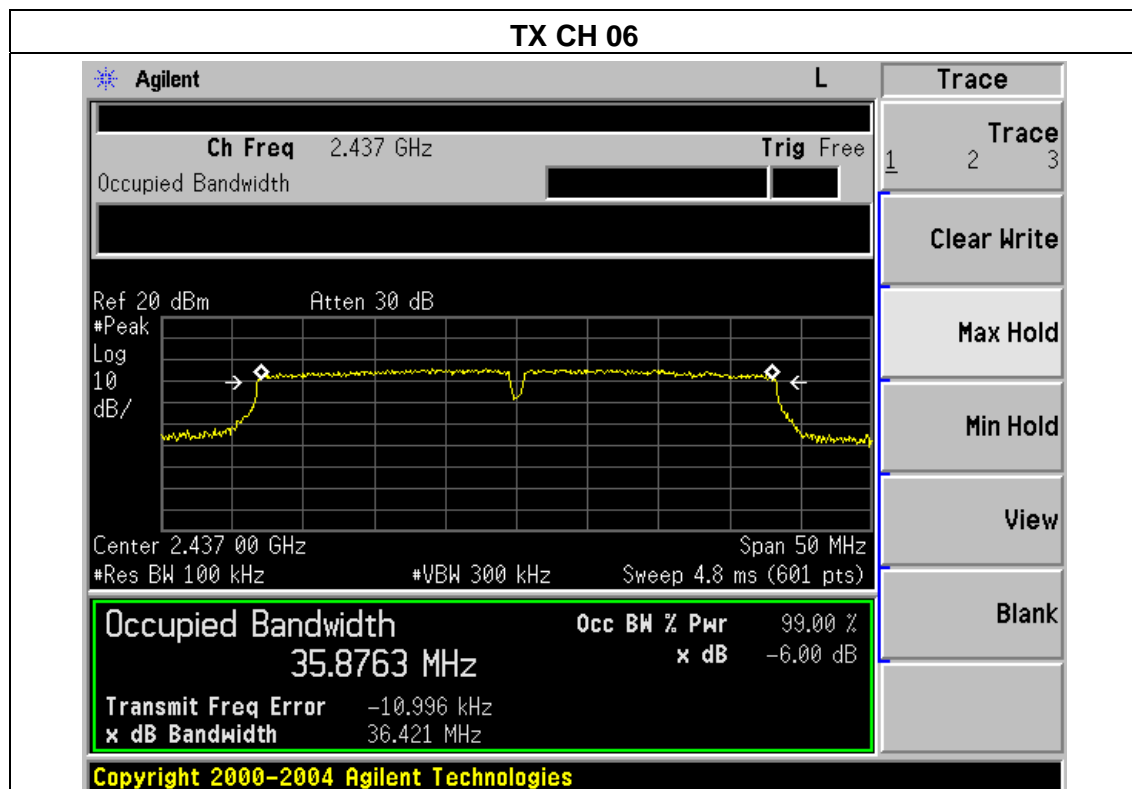 TX CH 06
Agilent L Trace
Ch Freq 2.437 GHz Trig Free
Occupied Bandwidth
Trace
1 2 3
Clear Write
Max Hold
Min Hold
View
Blank
Ref 20 dBm Atten 30 dB
#Peak
Log
10
dB/
Center 2.437 00 GHz Span 50 MHz
#Res BW 100 kHz #VBW 300 kHz Sweep 4.8 ms (601 pts)
Occupied Bandwidth Occ BW % Pwr 99.00 %
35.8763 MHz x dB -6.00 dB
Transmit Freq Error -10.996 kHz
x dB Bandwidth 36.421 MHz
Copyright 2000-2004 Agilent Technologies